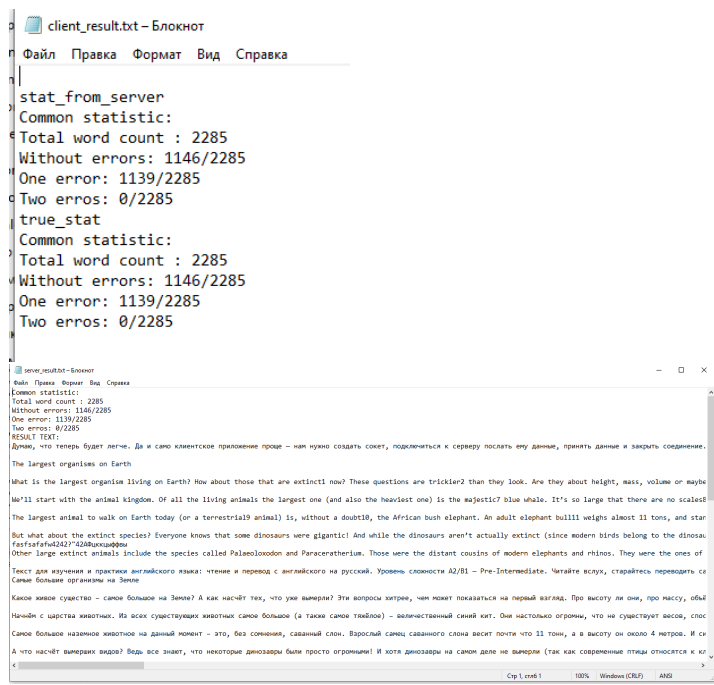 client_result.txt – Блокнот
Файл Правка Формат Вид Справка
stat_from_server
Common statistic:
Total word count : 2285
Without errors: 1146/2285
One error: 1139/2285
Two erros: 0/2285
true_stat
Common statistic:
Total word count : 2285
Without errors: 1146/2285
One error: 1139/2285
Two erros: 0/2285
server_result.txt – Блокнот
Файл Правка Формат Вид Справка
Common statistic:
Total word count : 2285
Without errors: 1146/2285
One error: 1139/2285
Two erros: 0/2285
RESULT TEXT:
Думаю, что теперь будет легче. Да и само клиентское приложение проще – нам нужно создать сокет, подключиться к серверу послать ему данные, принять данные и закрыть соединение.
The largest organisms on Earth
What is the largest organism living on Earth? How about those that are extinct1 now? These questions are trickier2 than they look. Are they about height, mass, volume or maybe
We'll start with the animal kingdom. Of all the living animals the largest one (and also the heaviest one) is the majestic7 blue whale. It's so large that there are no scales8
The largest animal to walk on Earth today (or a terrestrial9 animal) is, without a doubt10, the African bush elephant. An adult elephant bull11 weighs almost 11 tons, and stan
But what about the extinct species? Everyone knows that some dinosaurs were gigantic! And while the dinosaurs aren't actually extinct (since modern birds belong to the dinosau
Other large extinct animals include the species called Palaeoloxodon and Paraceratherium. Those were the distant cousins of modern elephants and rhinos. They were the ones of
Текст для изучения и практики английского языка: чтение и перевод с английского на русский. Уровень сложности A2/B1 – Pre-Intermediate. Читайте вслух, старайтесь переводить са
Самые большие организмы на Земле
Какое живое существо – самое большое на Земле? А как насчёт тех, что уже вымерли? Эти вопросы хитрее, чем может показаться на первый взгляд. Про высоту ли они, про массу, объё
Начнём с царства животных. Из всех существующих животных самое большое (а также самое тяжёлое) – величественный синий кит. Они настолько огромны, что не существует весов, спос
Самое большое наземное животное на данный момент – это, без сомнения, саванный слон. Взрослый самец саванного слона весит почти что 11 тонн, а в высоту он около 4 метров. И си
А что насчёт вымерших видов? Ведь все знают, что некоторые динозавры были просто огромными! И хотя динозавры на самом деле не вымерли (так как современные птицы относятся к кл
Стр 1, стлб 1 100% Windows (CRLF) ANSI